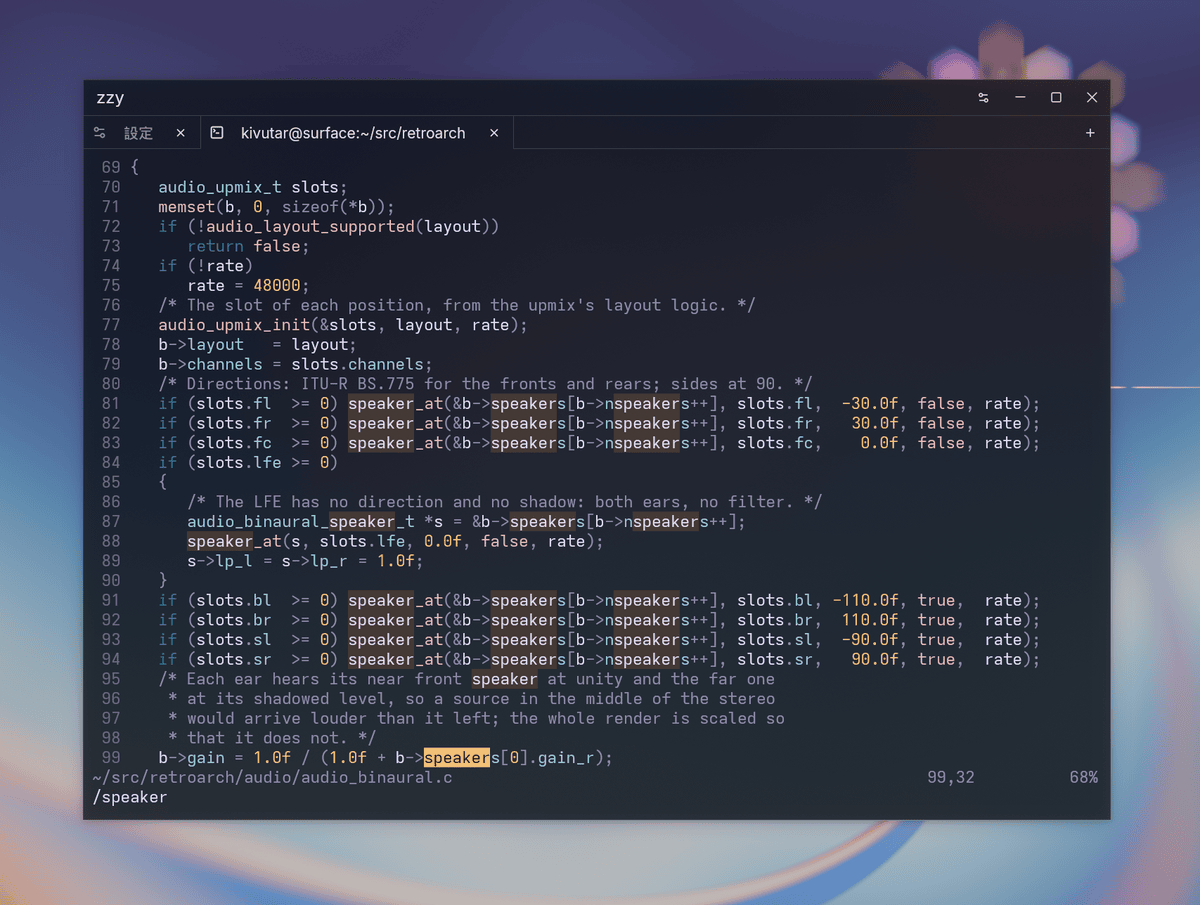 zzy
設定
kivutar@surface:~/src/retroarch
69 {
70    audio_upmix_t slots;
71    memset(b, 0, sizeof(*b));
72    if (!audio_layout_supported(layout))
73       return false;
74    if (!rate)
75       rate = 48000;
76    /* The slot of each position, from the upmix's layout logic. */
77    audio_upmix_init(&slots, layout, rate);
78    b->layout   = layout;
79    b->channels = slots.channels;
80    /* Directions: ITU-R BS.775 for the fronts and rears; sides at 90. */
81    if (slots.fl  >= 0) speaker_at(&b->speakers[b->nspeakers++], slots.fl,  -30.0f, false, rate);
82    if (slots.fr  >= 0) speaker_at(&b->speakers[b->nspeakers++], slots.fr,   30.0f, false, rate);
83    if (slots.fc  >= 0) speaker_at(&b->speakers[b->nspeakers++], slots.fc,    0.0f, false, rate);
84    if (slots.lfe >= 0)
85    {
86       /* The LFE has no direction and no shadow: both ears, no filter. */
87       audio_binaural_speaker_t *s = &b->speakers[b->nspeakers++];
88       speaker_at(s, slots.lfe, 0.0f, false, rate);
89       s->lp_l = s->lp_r = 1.0f;
90    }
91    if (slots.bl  >= 0) speaker_at(&b->speakers[b->nspeakers++], slots.bl, -110.0f, true,  rate);
92    if (slots.br  >= 0) speaker_at(&b->speakers[b->nspeakers++], slots.br,  110.0f, true,  rate);
93    if (slots.sl  >= 0) speaker_at(&b->speakers[b->nspeakers++], slots.sl,  -90.0f, true,  rate);
94    if (slots.sr  >= 0) speaker_at(&b->speakers[b->nspeakers++], slots.sr,   90.0f, true,  rate);
95    /* Each ear hears its near front speaker at unity and the far one
96     * at its shadowed level, so a source in the middle of the stereo
97     * would arrive louder than it left; the whole render is scaled so
98     * that it does not. */
99    b->gain = 1.0f / (1.0f + b->speakers[0].gain_r);
~/src/retroarch/audio/audio_binaural.c 99,32 68%
/speaker